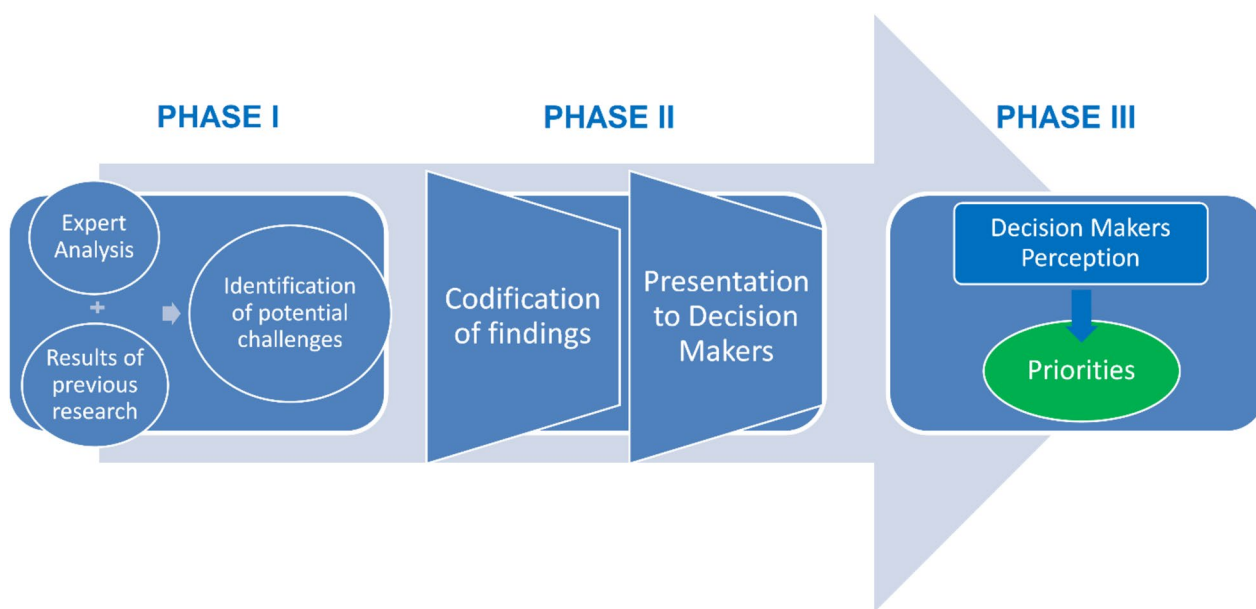 PHASE I
PHASE II
PHASE III
Expert
Analysis
+
Results of
previous
research
Identification
of potential
challenges
Codification
of findings
Presentation
to Decision
Makers
Decision Makers
Perception
Priorities